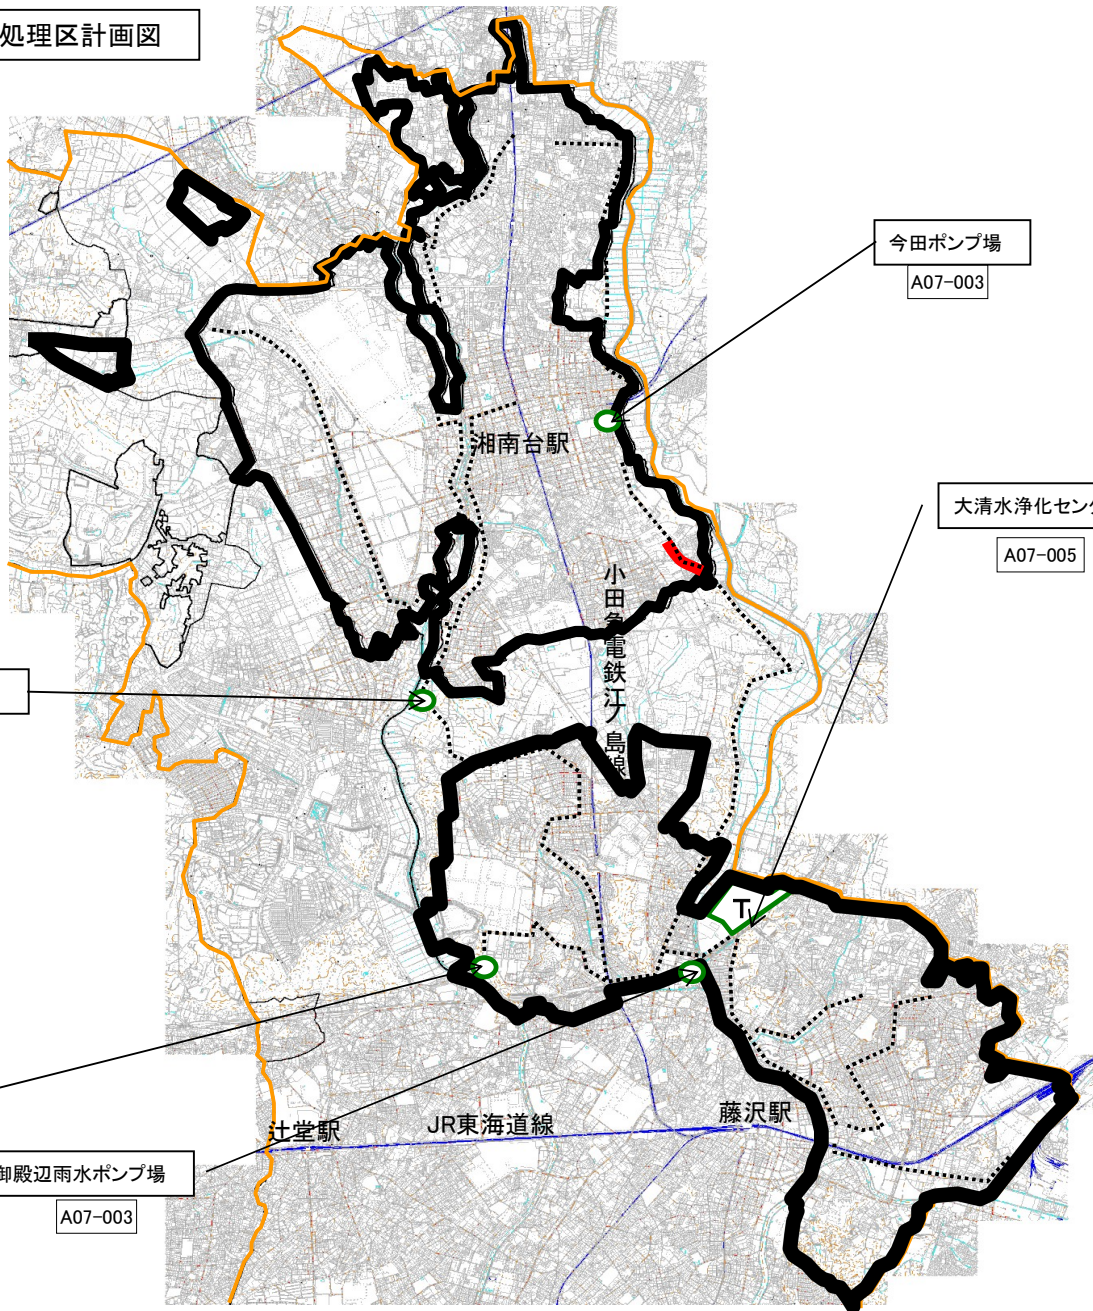 処理区計画図
今田ポンプ場
A07-003
湘南台駅
大清水浄化センタ
A07-005
小田急電鉄江ノ島線
T
藤沢駅
JR東海道線
辻堂駅
御殿辺雨水ポンプ場
A07-003